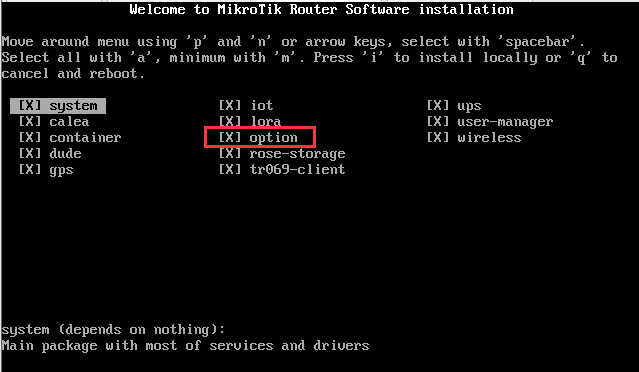 Welcome to MikroTik Router Software installation
Move around menu using 'p' and 'n' or arrow keys, select with 'spacebar'.
Select all with 'a', minimum with 'm'. Press 'i' to install locally or 'q' to
cancel and reboot.
[X] system [X] iot [X] ups
[X] calea [X] lora [X] user-manager
[X] container [X] option [X] wireless
[X] dude [X] rose-storage
[X] gps [X] tr069-client
system (depends on nothing):
Main package with most of services and drivers